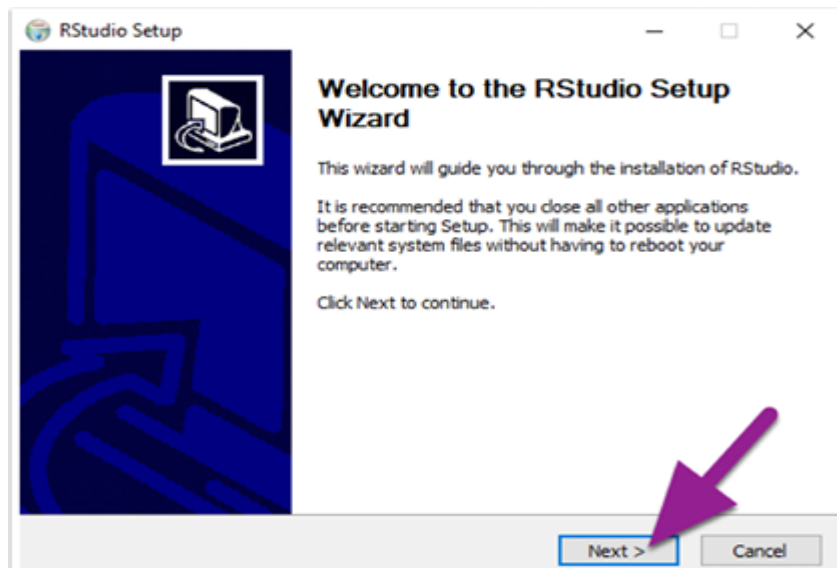 RStudio Setup
Welcome to the RStudio Setup
Wizard
This wizard will guide you through the installation of RStudio.
It is recommended that you close all other applications
before starting Setup. This will make it possible to update
relevant system files without having to reboot your
computer.
Click Next to continue.
Next >
Cancel